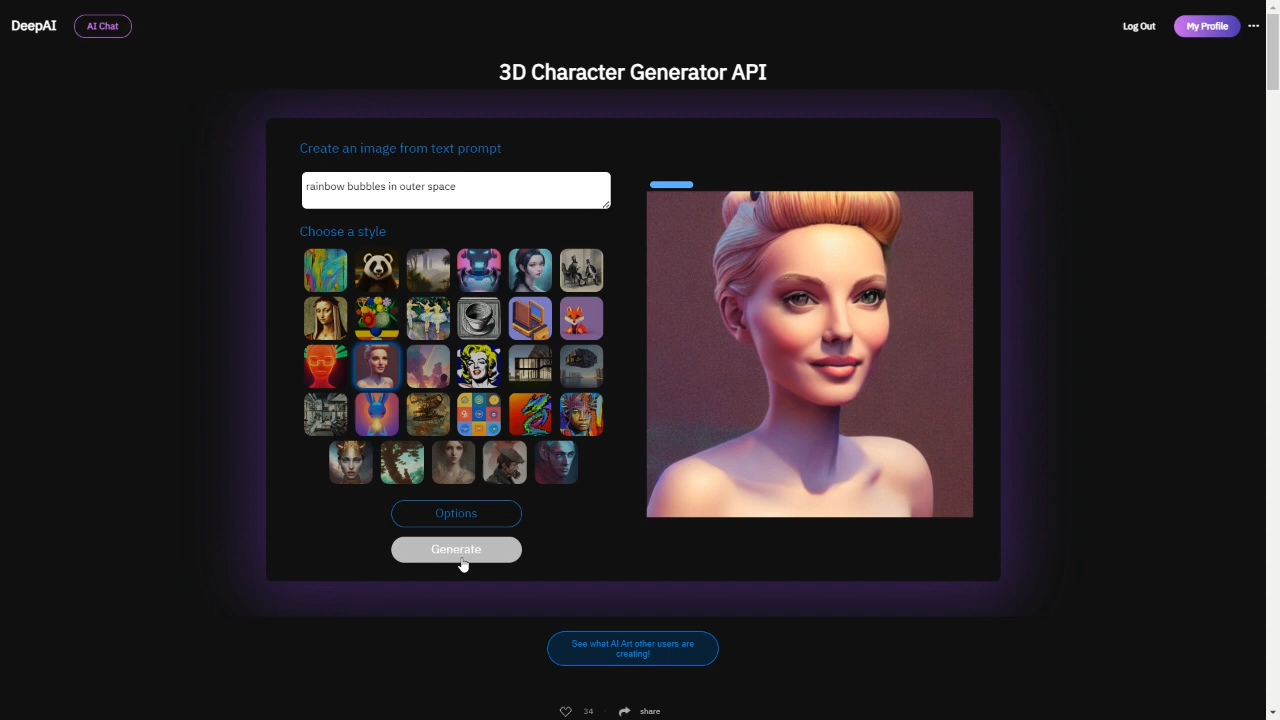 DeepAI
AI Chat
Log Out
My Profile
3D Character Generator API
Create an image from text prompt
rainbow bubbles in outer space
Choose a style
Options
Generate
See what AI Art other users are
creating!
34
share